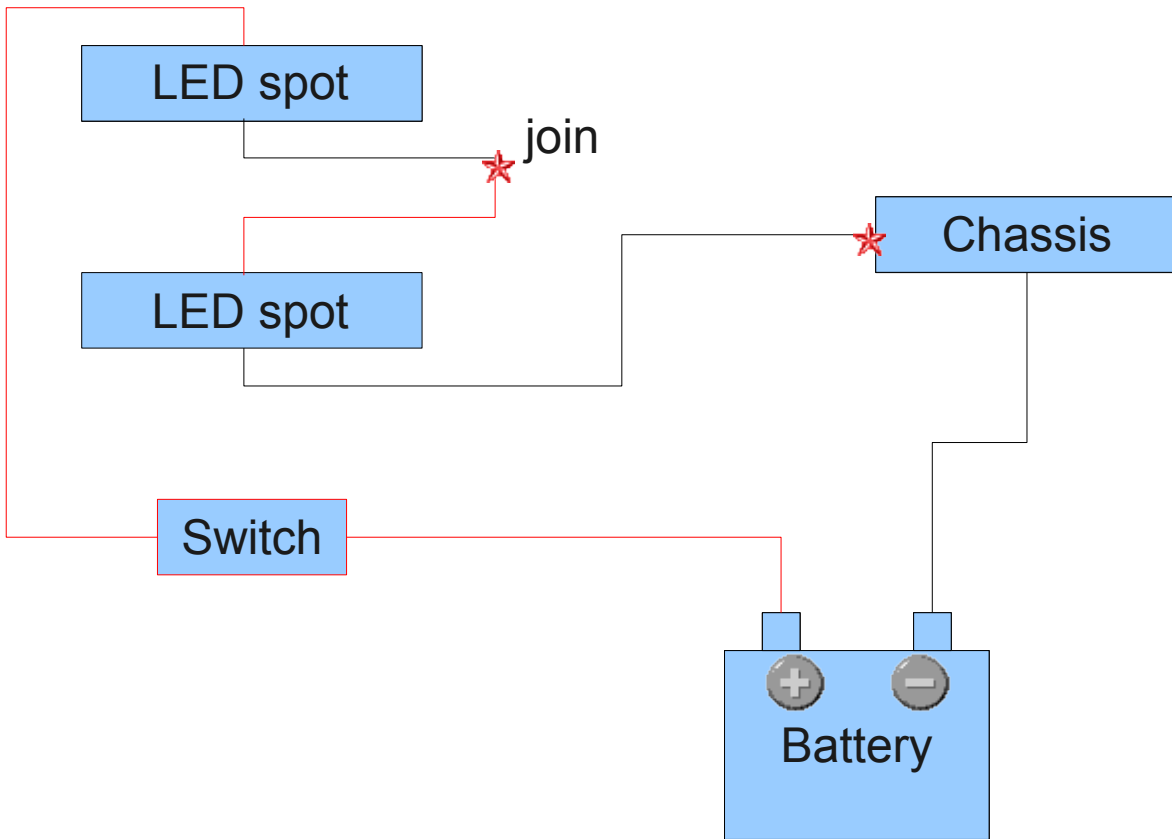 LED spot
join
Chassis
LED spot
Switch
+
−
Battery